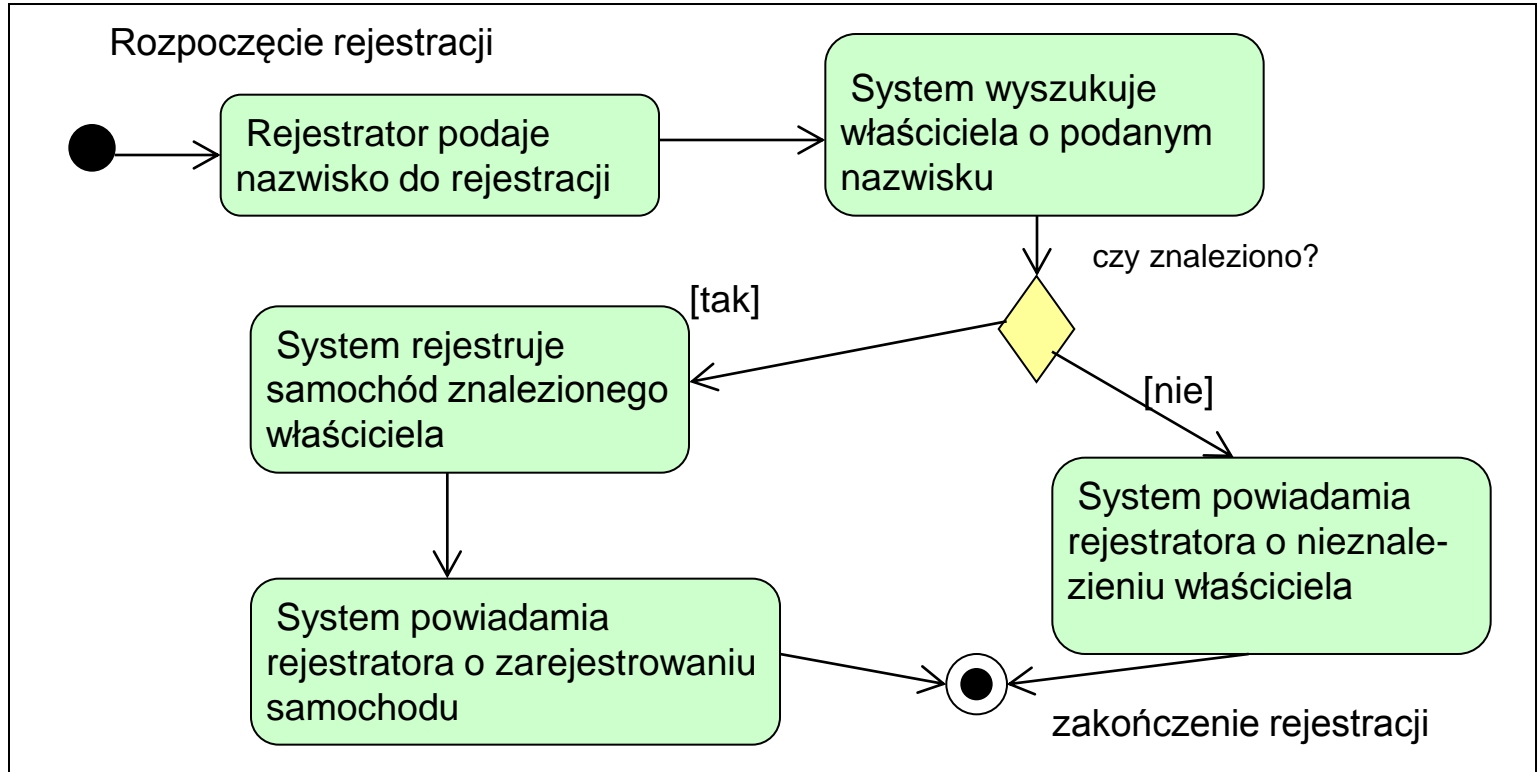 Rozpoczęcie rejestracji
Rejestrator podaje
nazwisko do rejestracji
System wyszukuje
właściciela o podanym
nazwisku
czy znaleziono?
[tak]
[nie]
System rejestruje
samochód znalezionego
właściciela
System powiadamia
rejestratora o nieznale-
zieniu właściciela
System powiadamia
rejestratora o zarejestrowaniu
samochodu
zakończenie rejestracji